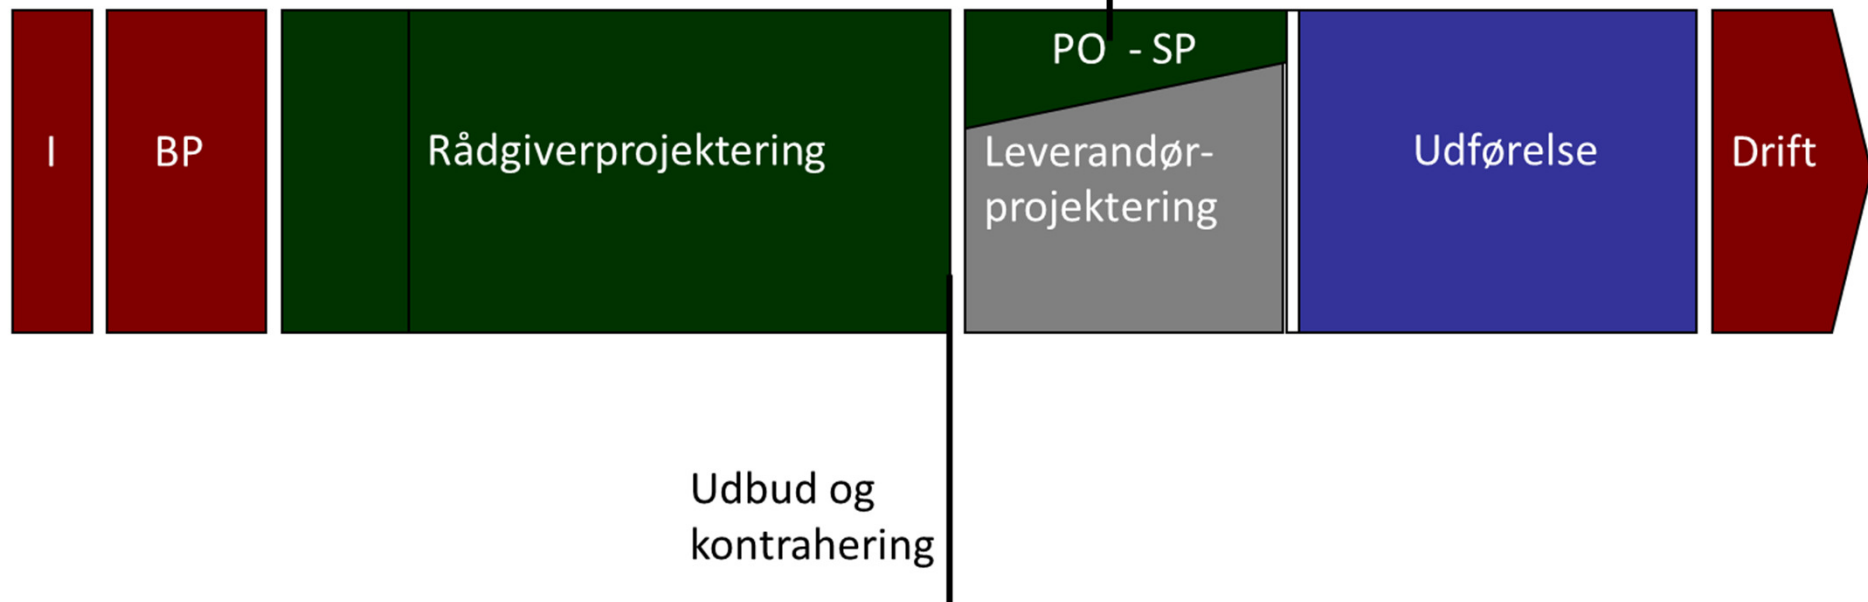 I
BP
Rådgiverprojektering
PO - SP
Leverandør-
projektering
Udførelse
Drift
Udbud og
kontrahering